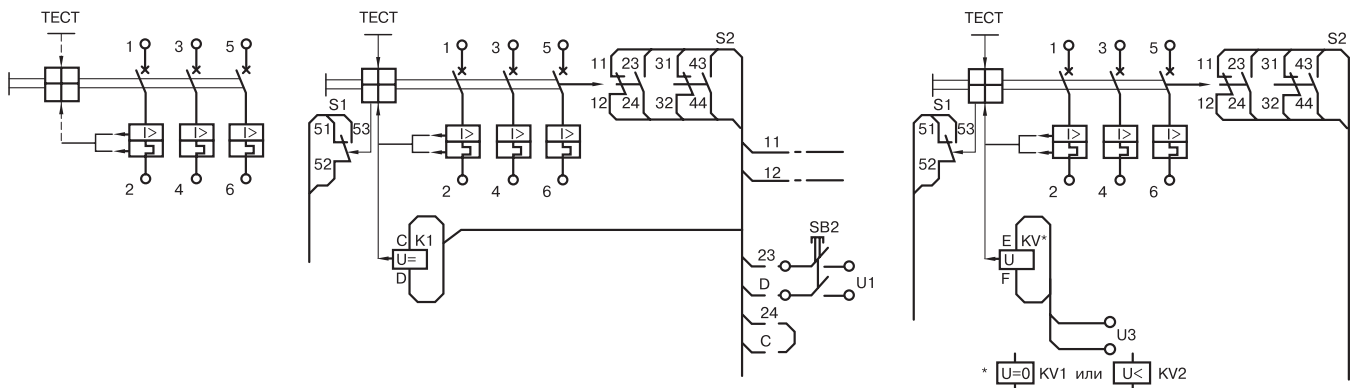 ТЕСТ
1 3 5
I> I> I>
2 4 6
ТЕСТ
1 3 5
S2
11 23 31 43
12 24 32 44
S1
51 53
52
I> I> I>
2 4 6
11
12
C K1
U=
D
SB2
23
D
U1
24
C
ТЕСТ
1 3 5
S2
11 23 31 43
12 24 32 44
S1
51 53
52
I> I> I>
2 4 6
E KV*
U
F
U3
* U=0 KV1 или U< KV2